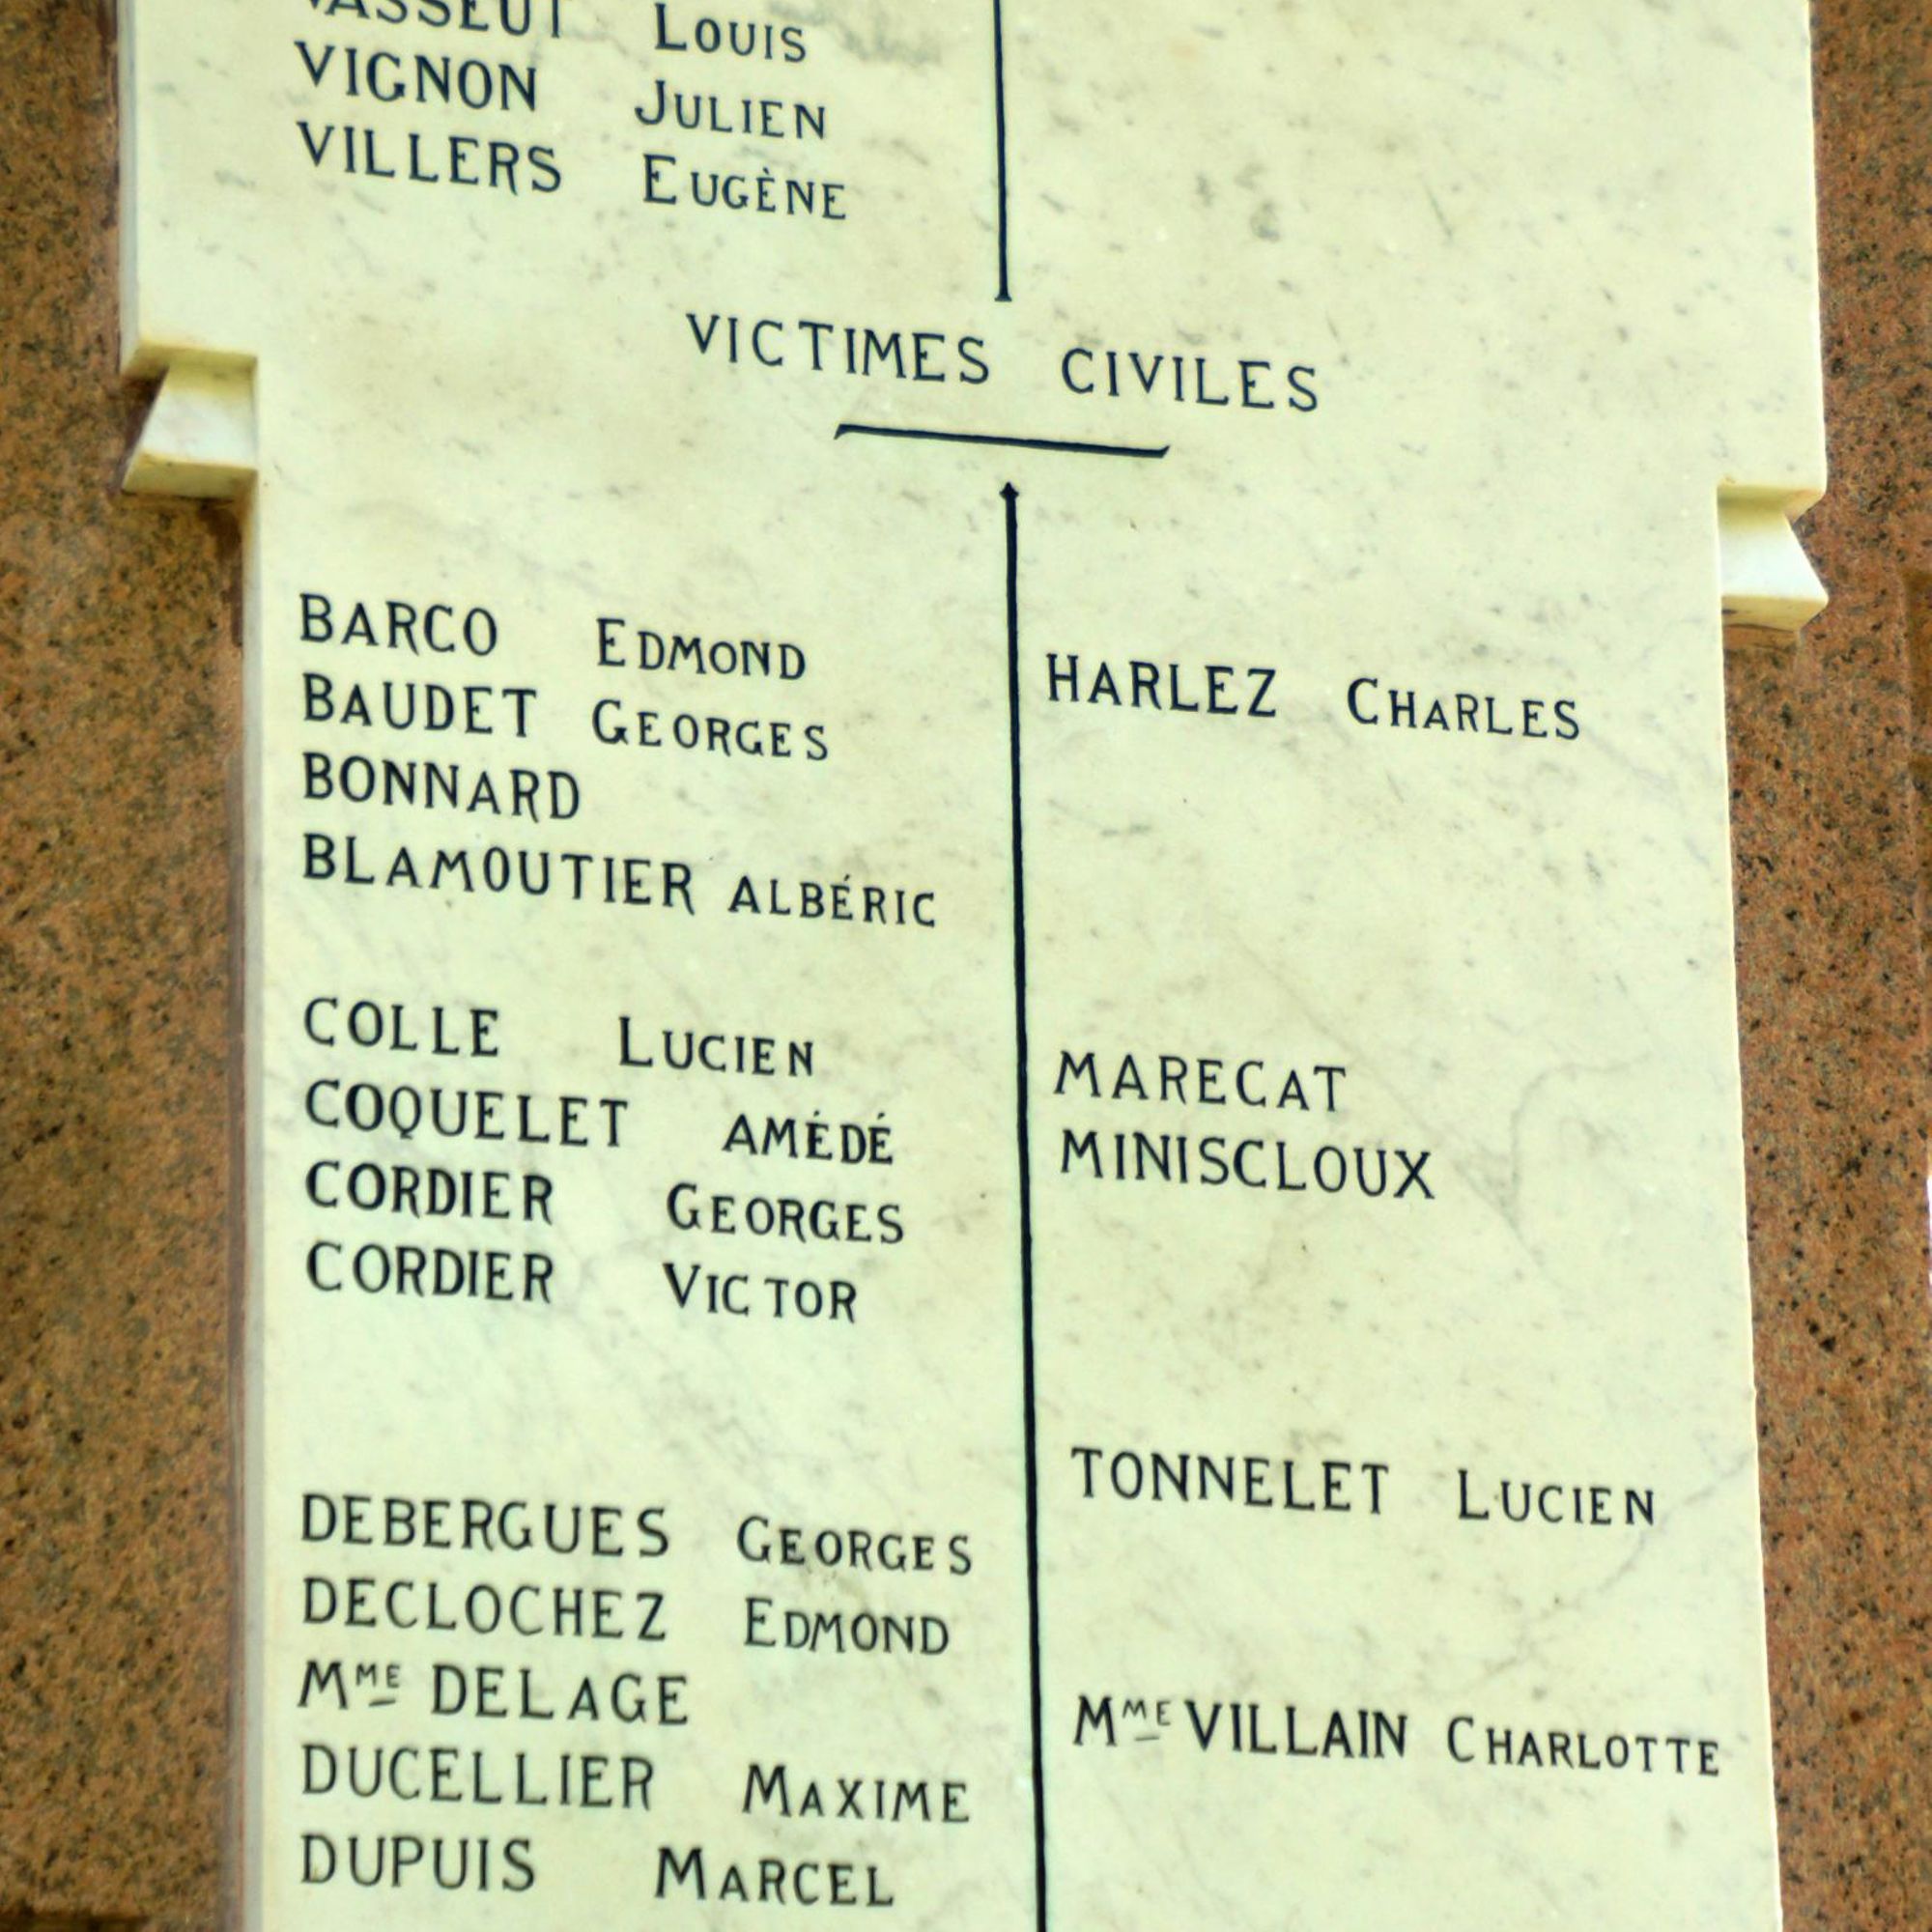 Louis
VIGNON Julien
VILLERS Eugène
VICTIMES CIVILES
BARCO Edmond
BAUDET Georges
BONNARD
BLAMOUTIER ALBÉRIC
COLLE Lucien
COQUELET AMÉDÉ
CORDIER Georges
CORDIER Victor
DEBERGUES Georges
DECLOCHEZ Edmond
MME DELAGE
DUCELLIER Maxime
DUPUIS Marcel
HARLEZ Charles
MARECAT
MINISCLOUX
TONNELET Lucien
MME VILLAIN Charlotte